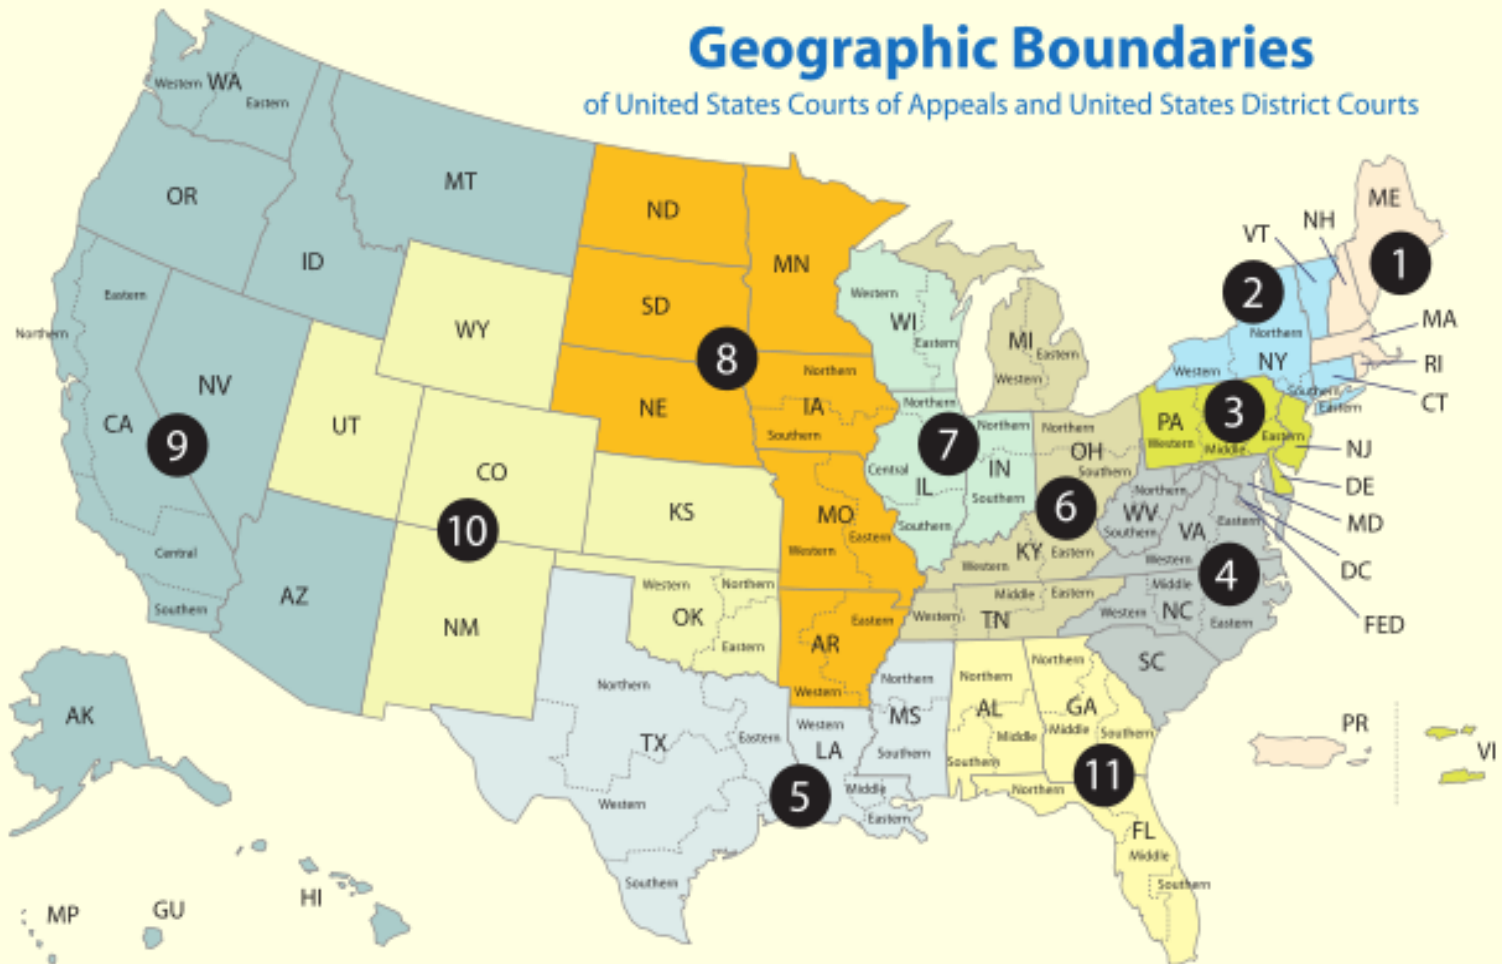 Geographic Boundaries
of United States Courts of Appeals and United States District Courts
Western WA
Eastern
OR
MT
ID
ND
MN
SD
8
NE
WY
Eastern
Northern
NV
CA
9
Central
Southern
UT
CO
10
KS
AZ
NM
Western
Northern
OK
Eastern
Northern
IA
Southern
MO
Eastern
Western
Eastern
AR
Western
Western
WI
Eastern
MI
Eastern
Western
Northern
7
Northern
Central
IN
IL
Southern
Southern
Northern
OH
Southern
6
KY
Eastern
Western
Middle
Eastern
Western
TN
ME
NH
VT
1
2
Northern
NY
Western
Southern
Eastern
MA
RI
CT
PA
3
Western
Middle
Eastern
NJ
DE
MD
DC
FED
Northern
WV
Southern
VA
Eastern
Western
4
Middle
Western
NC
Eastern
SC
Northern
TX
Eastern
Western
Southern
Western
LA
5
Middle
Eastern
Northern
MS
Southern
Northern
AL
Middle
Southern
Northern
GA
Middle
Southern
11
Northern
FL
Middle
Southern
AK
MP
GU
HI
PR
VI